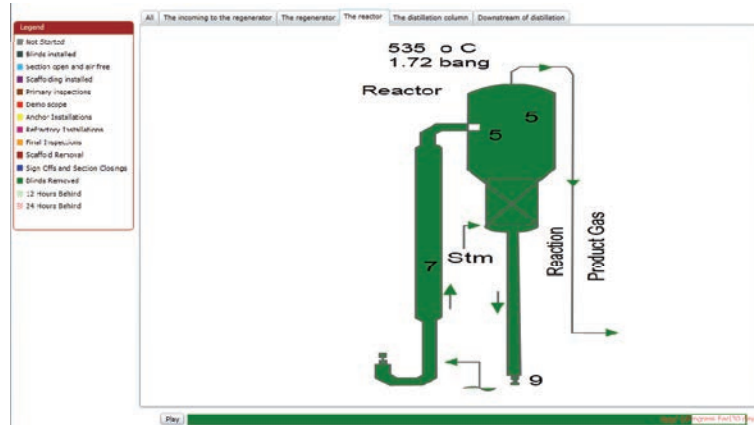 All
The incoming to the regenerator
The regenerator
The reactor
The distillation column
Downstream of distillation
Legend
Not Started
Blinds installed
Section open and air free
Scaffolding installed
Primary inspections
Demo scope
Anchor Installations
Refractory Installations
Final Inspections
Scaffold Removal
Sign Offs and Section Closings
Blinds Removed
12 Hours Behind
24 Hours Behind
535 o C
1.72 bang
Reactor
5
5
7
Stm
Reaction
Product Gas
9
Play